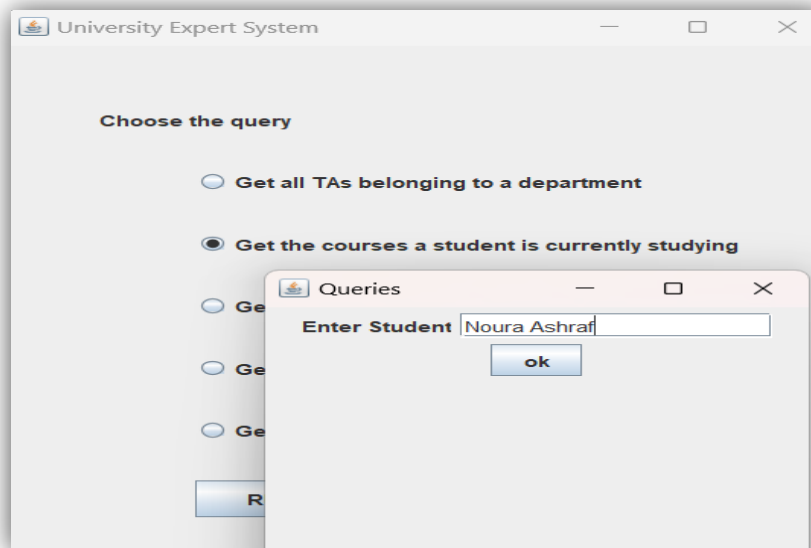 University Expert System
Choose the query
Get all TAs belonging to a department
Get the courses a student is currently studying
Queries
Enter Student Noura Ashraf
ok